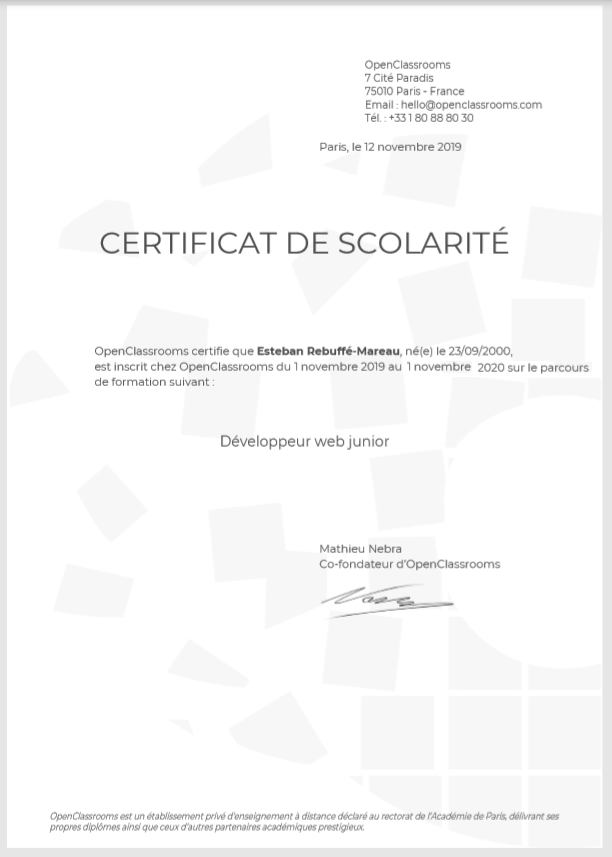 OpenClassrooms
7 Cité Paradis
75010 Paris - France
Email : hello@openclassrooms.com
Tél. : +33 1 80 88 80 30
Paris, le 12 novembre 2019
CERTIFICAT DE SCOLARITÉ
OpenClassrooms certifie que Esteban Rebuffé-Mareau, né(e) le 23/09/2000,
est inscrit chez OpenClassrooms du 1 novembre 2019 au 1 novembre 2020 sur le parcours
de formation suivant :
Développeur web junior
Mathieu Nebra
Co-fondateur d'OpenClassrooms
OpenClassrooms est un établissement privé d'enseignement à distance déclaré au rectorat de l'Académie de Paris, délivrant ses
propres diplômes ainsi que ceux d'autres partenaires académiques prestigieux.